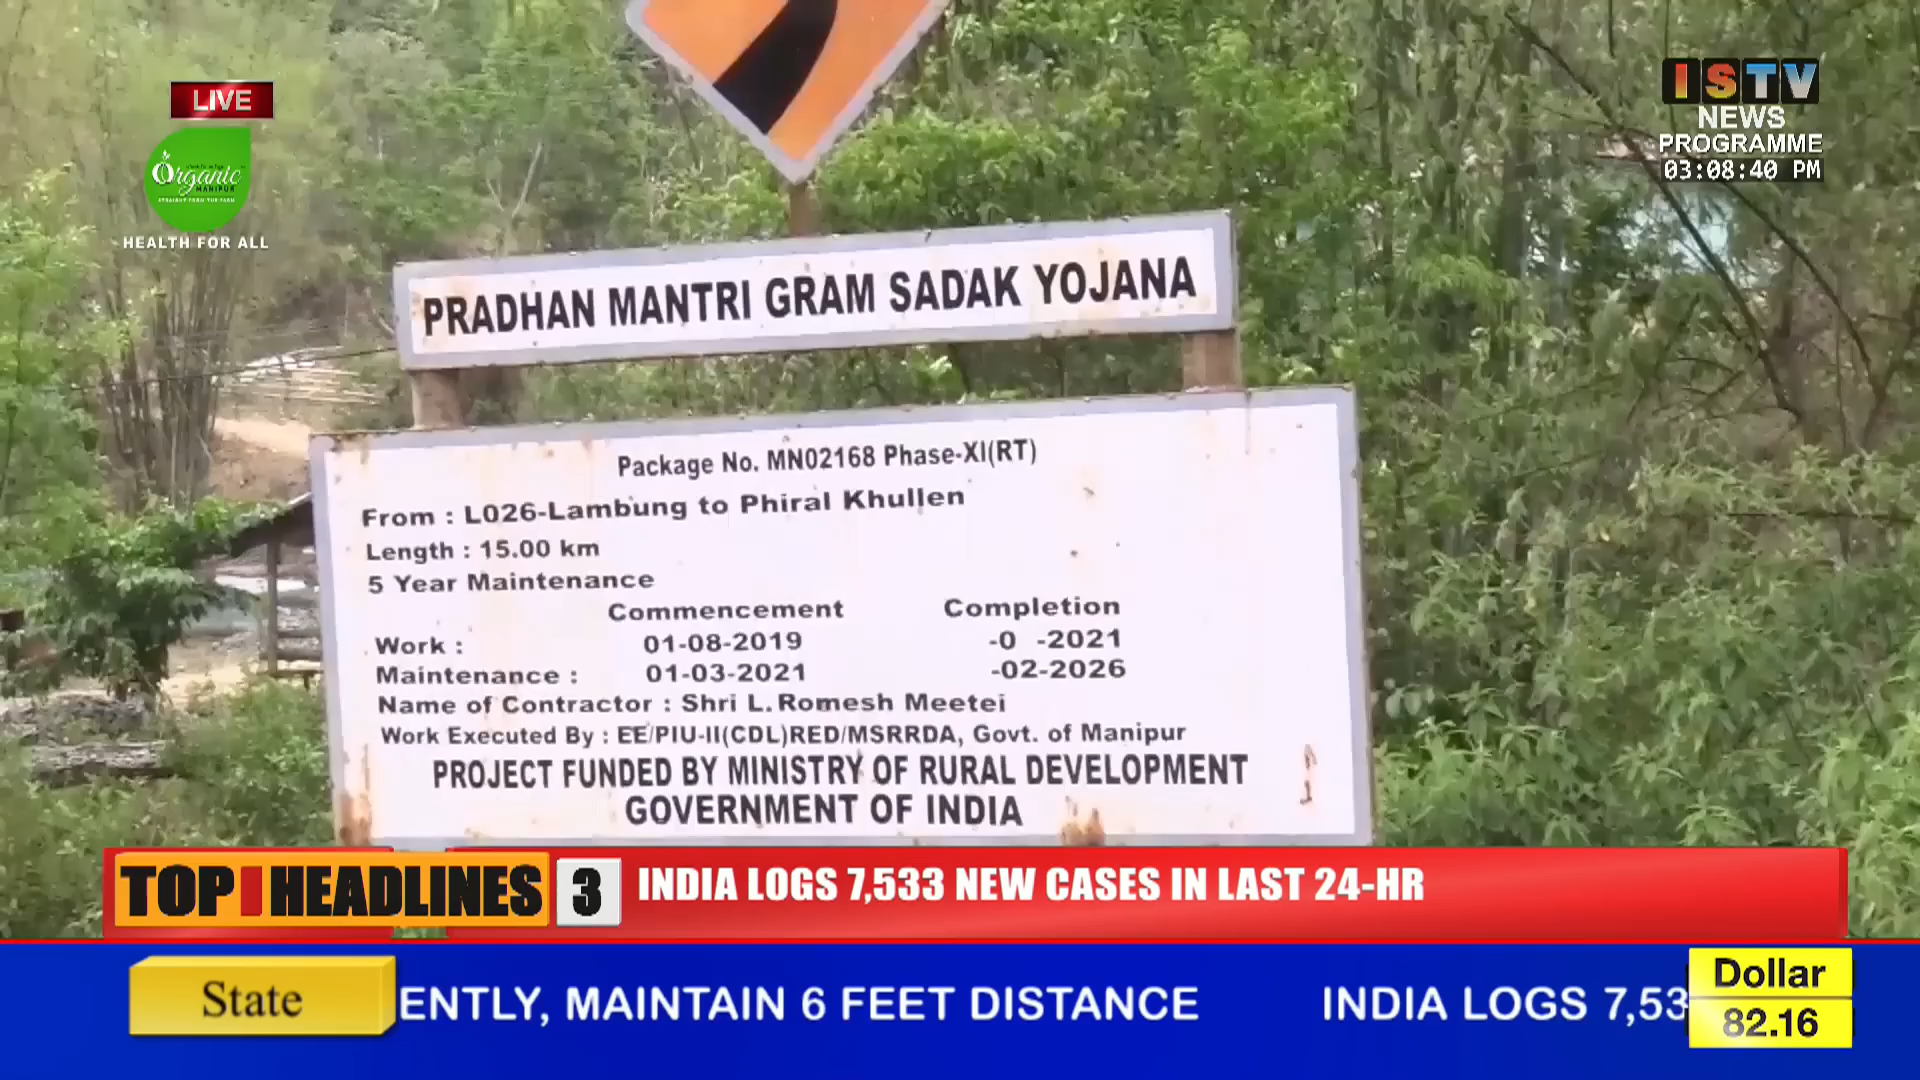 LIVE
Organic
MANIPUR
STRAIGHT FROM THE FARM
HEALTH FOR ALL
ISTV
NEWS
PROGRAMME
03:08:40 PM
PRADHAN MANTRI GRAM SADAK YOJANA
Package No. MN02168 Phase-XI(RT)
From : L026-Lambung to Phiral Khullen
Length : 15.00 km
5 Year Maintenance
Commencement Completion
Work : 01-08-2019 -0 -2021
Maintenance : 01-03-2021 -02-2026
Name of Contractor : Shri L. Romesh Meetei
Work Executed By : EE/PIU-II(CDL)RED/MSRRDA, Govt. of Manipur
PROJECT FUNDED BY MINISTRY OF RURAL DEVELOPMENT
GOVERNMENT OF INDIA
TOP HEADLINES 3 INDIA LOGS 7,533 NEW CASES IN LAST 24-HR
State ENTLY, MAINTAIN 6 FEET DISTANCE INDIA LOGS 7,53
Dollar
82.16